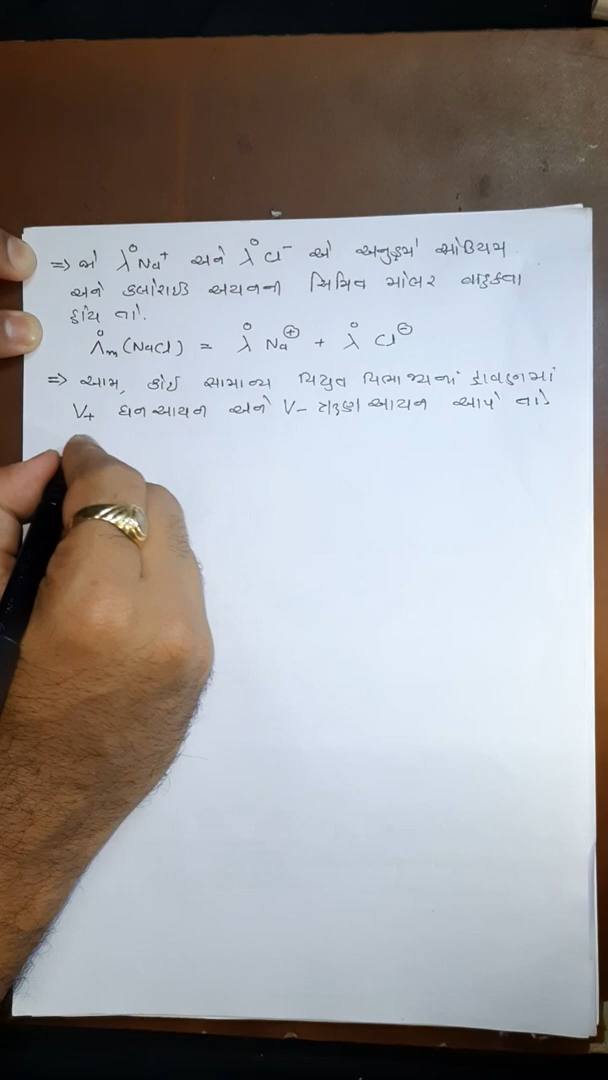 ⇒ જો λ°Na⁺ અને λ°Cl⁻ એ અનુક્રમે સોડિયમ
અને ક્લોરાઇડ આયનની સિમિત મોલર વાહકતા
હોય તો.
Λ°m (NaCl) = λ° Na⊕ + λ° Cl⊖
⇒ આમ, કોઇ સામાન્ય વિદ્યુત વિભાજ્યનાં દ્રાવણમાં
V₊ ધન આયન અને V₋ ઋણ આયન આપે તો